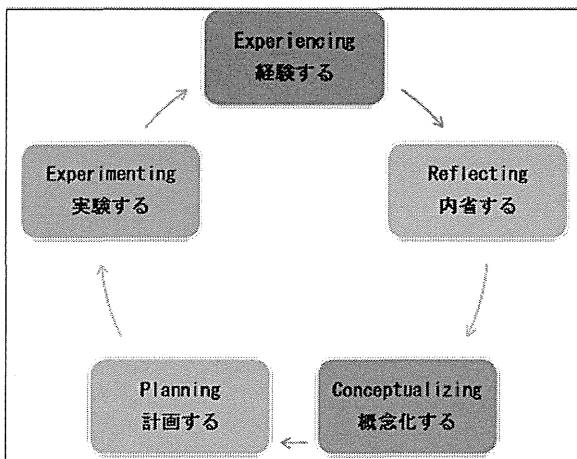 Experiencing
経験する
Reflecting
内省する
Conceptualizing
概念化する
Planning
計画する
Experimenting
実験する